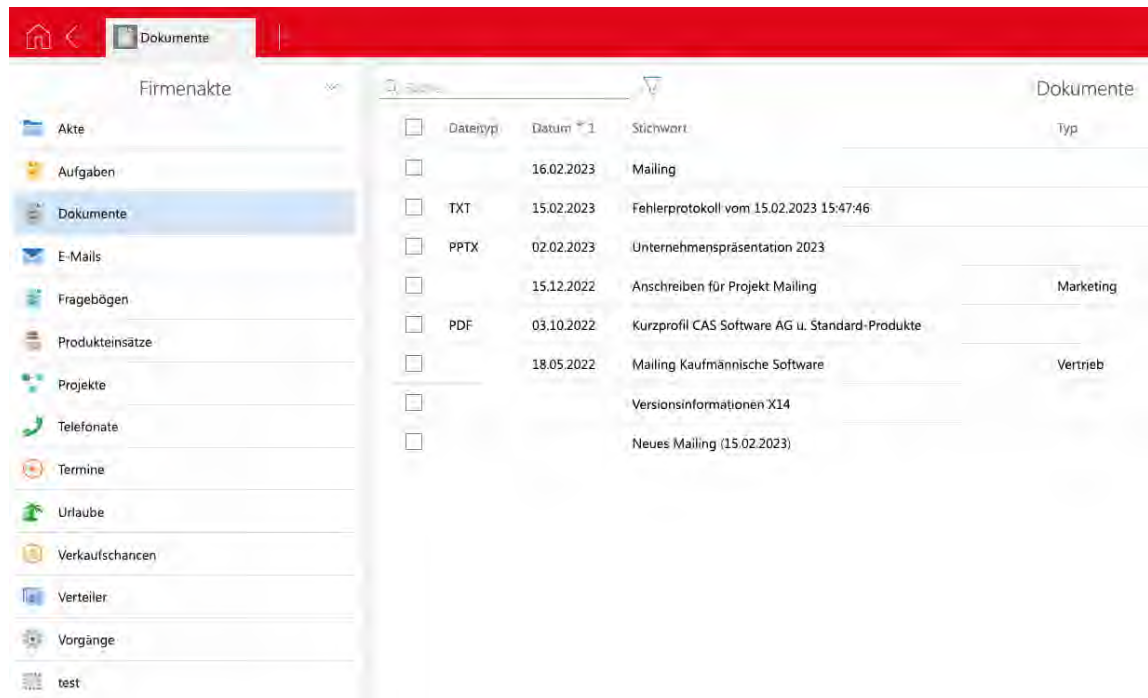 Dokumente
Firmenakte
Akte
Aufgaben
Dokumente
E-Mails
Fragebögen
Produkteinsätze
Projekte
Telefonate
Termine
Urlaube
Verkaufschancen
Verteiler
Vorgänge
test
Suche
Dokumente
Dateityp Datum 1 Stichwort Typ
16.02.2023 Mailing
TXT 15.02.2023 Fehlerprotokoll vom 15.02.2023 15:47:46
PPTX 02.02.2023 Unternehmenspräsentation 2023
15.12.2022 Anschreiben für Projekt Mailing Marketing
PDF 03.10.2022 Kurzprofil CAS Software AG u. Standard-Produkte
18.05.2022 Mailing Kaufmännische Software Vertrieb
Versionsinformationen X14
Neues Mailing (15.02.2023)